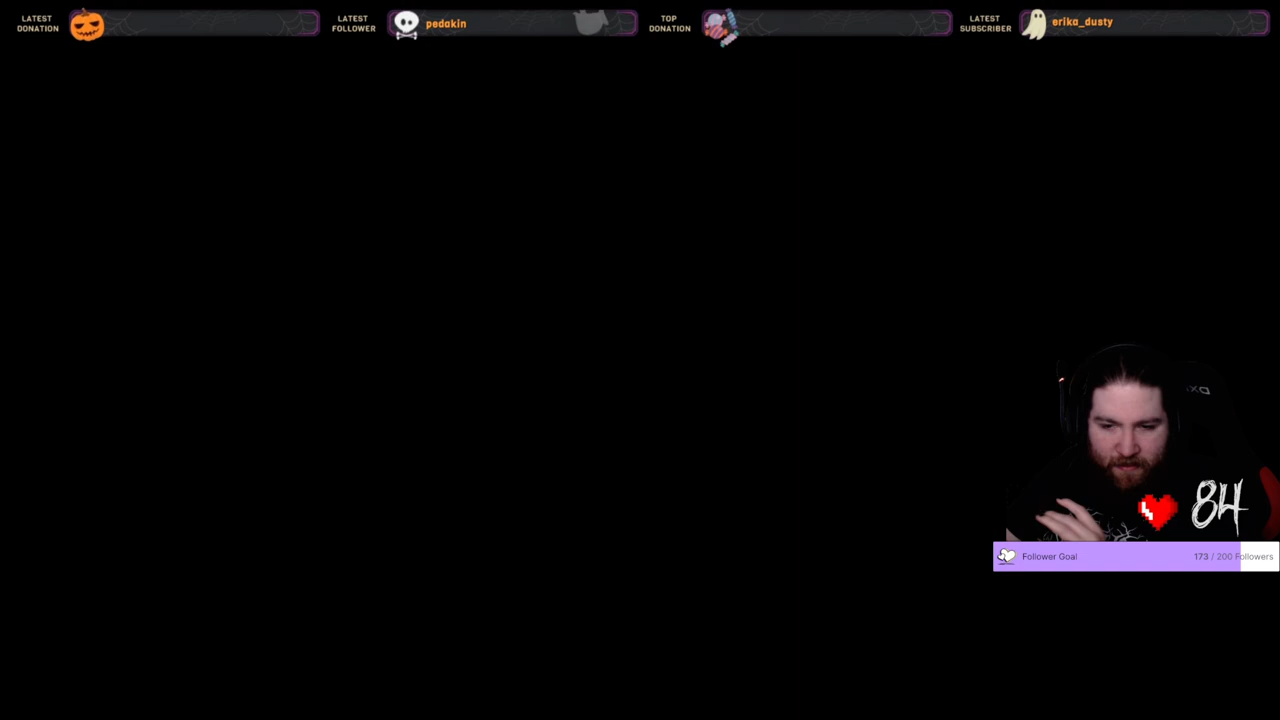 LATEST
DONATION
LATEST
FOLLOWER
pedakin
TOP
DONATION
LATEST
SUBSCRIBER
erika_dusty
84
Follower Goal
173 / 200 Followers